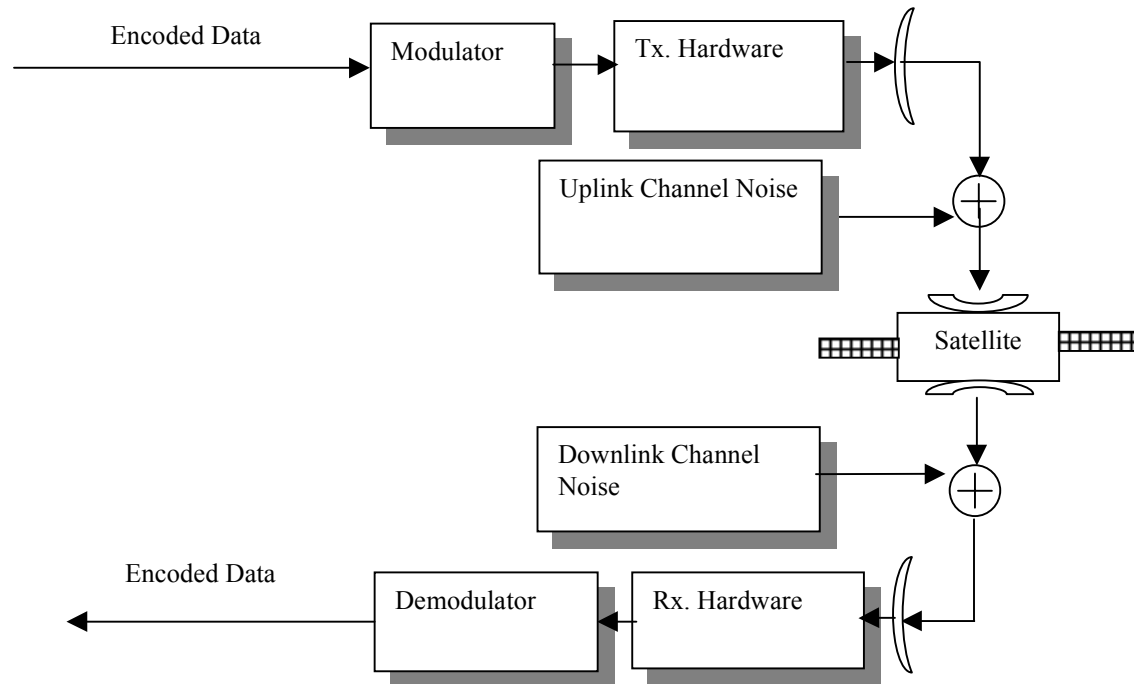 Encoded Data
Modulator
Tx. Hardware
Uplink Channel Noise
Satellite
Downlink Channel
Noise
Encoded Data
Demodulator
Rx. Hardware